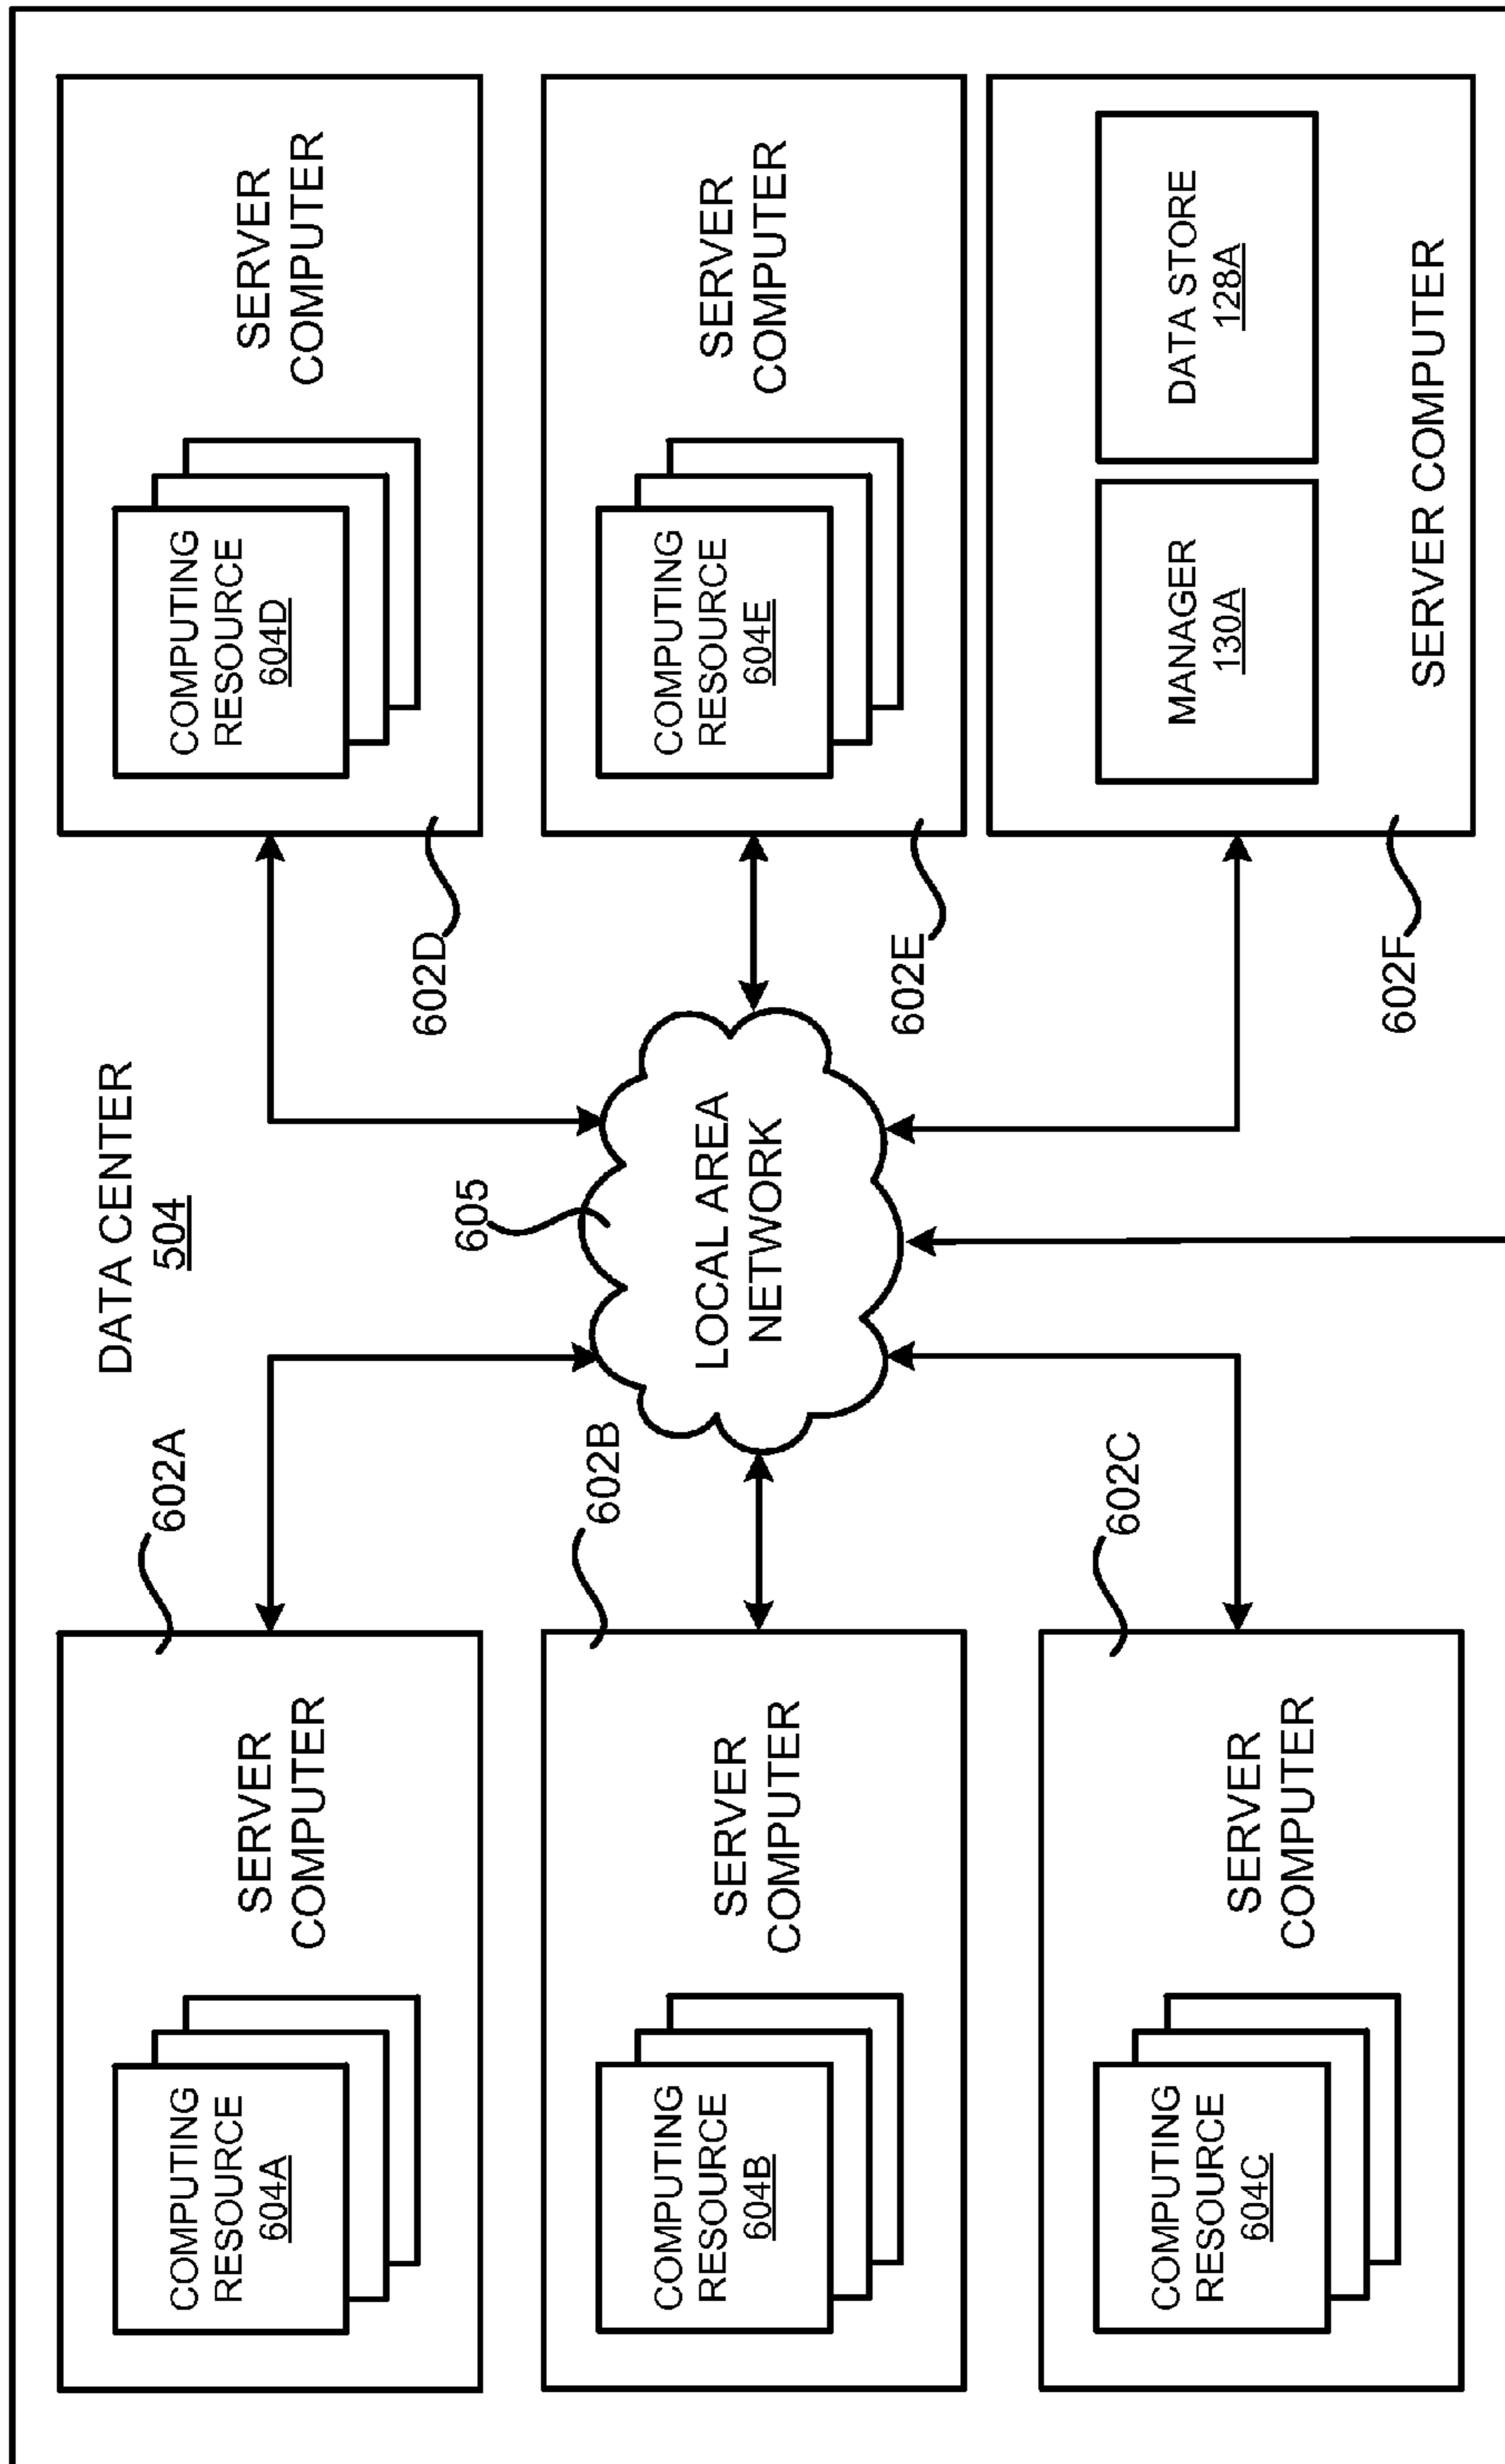 DATA CENTER
504
602A
SERVER
COMPUTER
COMPUTING
RESOURCE
604A
602B
SERVER
COMPUTER
COMPUTING
RESOURCE
604B
602C
SERVER
COMPUTER
COMPUTING
RESOURCE
604C
605
LOCAL AREA
NETWORK
602D
COMPUTING
RESOURCE
604D
SERVER
COMPUTER
602E
COMPUTING
RESOURCE
604E
SERVER
COMPUTER
602F
MANAGER
130A
DATA STORE
128A
SERVER COMPUTER